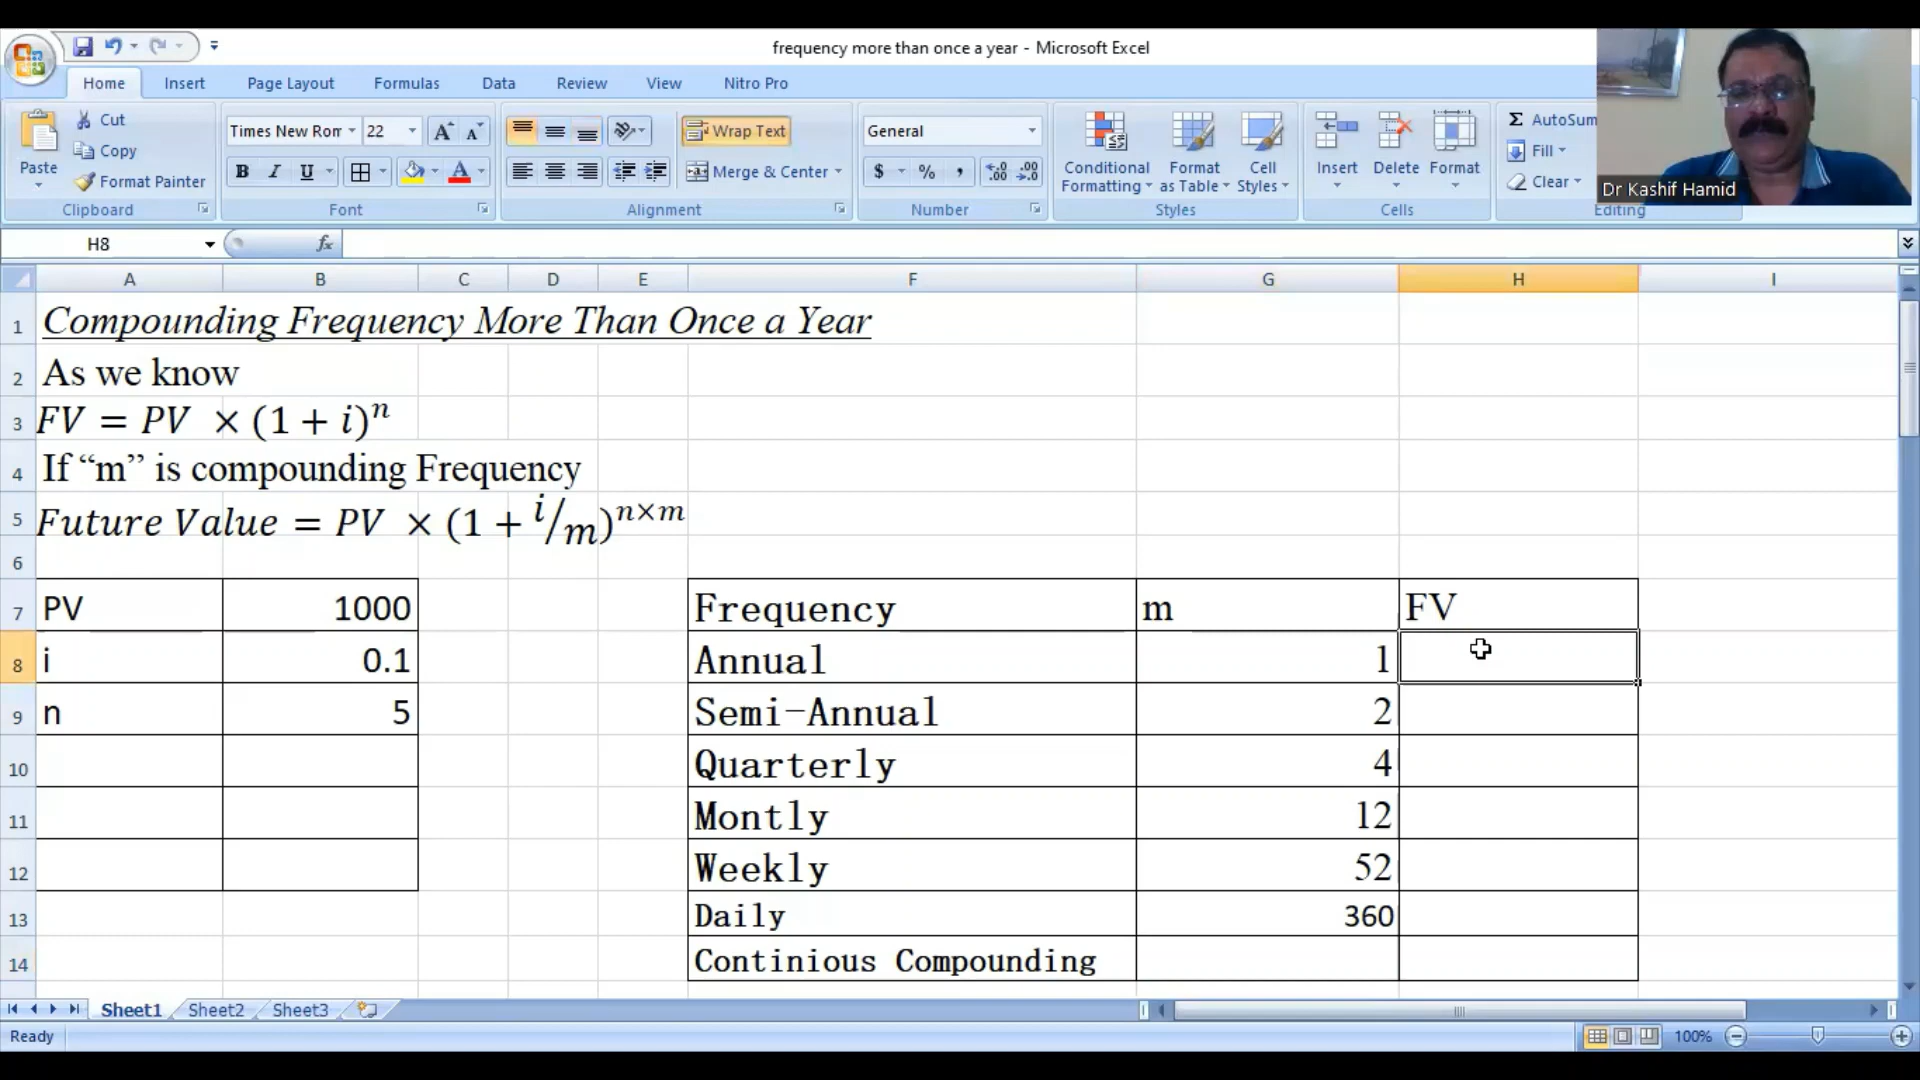 frequency more than once a year - Microsoft Excel
Home Insert Page Layout Formulas Data Review View Nitro Pro
Paste
Cut
Copy
Format Painter
Clipboard
Times New Ron 22
B I U
Font
Wrap Text
Merge & Center
Alignment
General
$ % ,
Number
Conditional Formatting
Format as Table
Cell Styles
Styles
Insert Delete Format
Cells
Σ AutoSum
Fill
Clear
Editing
Dr Kashif Hamid
H8 fx
A B C D E F G H I
1 Compounding Frequency More Than Once a Year
2 As we know
3 FV = PV × (1 + i)^n
4 If “m” is compounding Frequency
5 Future Value = PV × (1 + i/m)^n×m
6
7 PV 1000 Frequency m FV
8 i 0.1 Annual 1
9 n 5 Semi-Annual 2
10 Quarterly 4
11 Montly 12
12 Weekly 52
13 Daily 360
14 Continious Compounding
Sheet1 Sheet2 Sheet3
Ready 100%